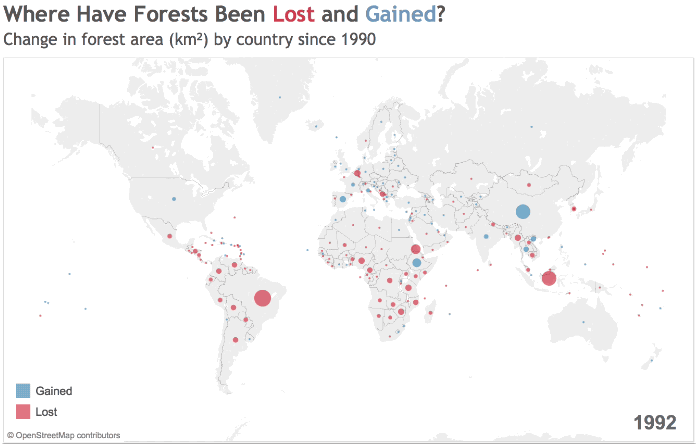 Where Have Forests Been Lost and Gained?
Change in forest area (km²) by country since 1990
Gained
Lost
1992
© OpenStreetMap contributors